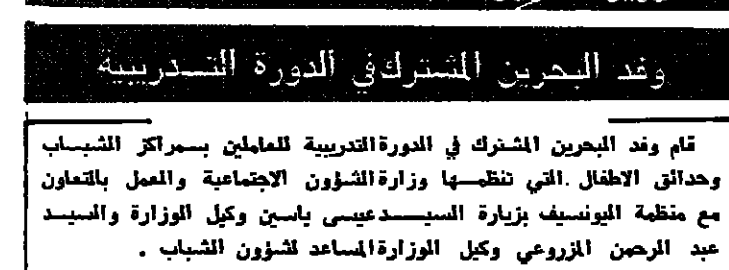 وفد البحرين المشترك في الدورة التدريبية
قام وفد البحرين المشترك في الدورة التدريبية للعاملين بمراكز الشباب
وحدائق الاطفال . التي تنظمها وزارة الشؤون الاجتماعية والعمل بالتعاون
مع منظمة اليونسيف بزيارة السيد عيسى ياسين وكيل الوزارة والسيد
عبد الرحمن المزروعي وكيل الوزارة المساعد لشؤون الشباب .